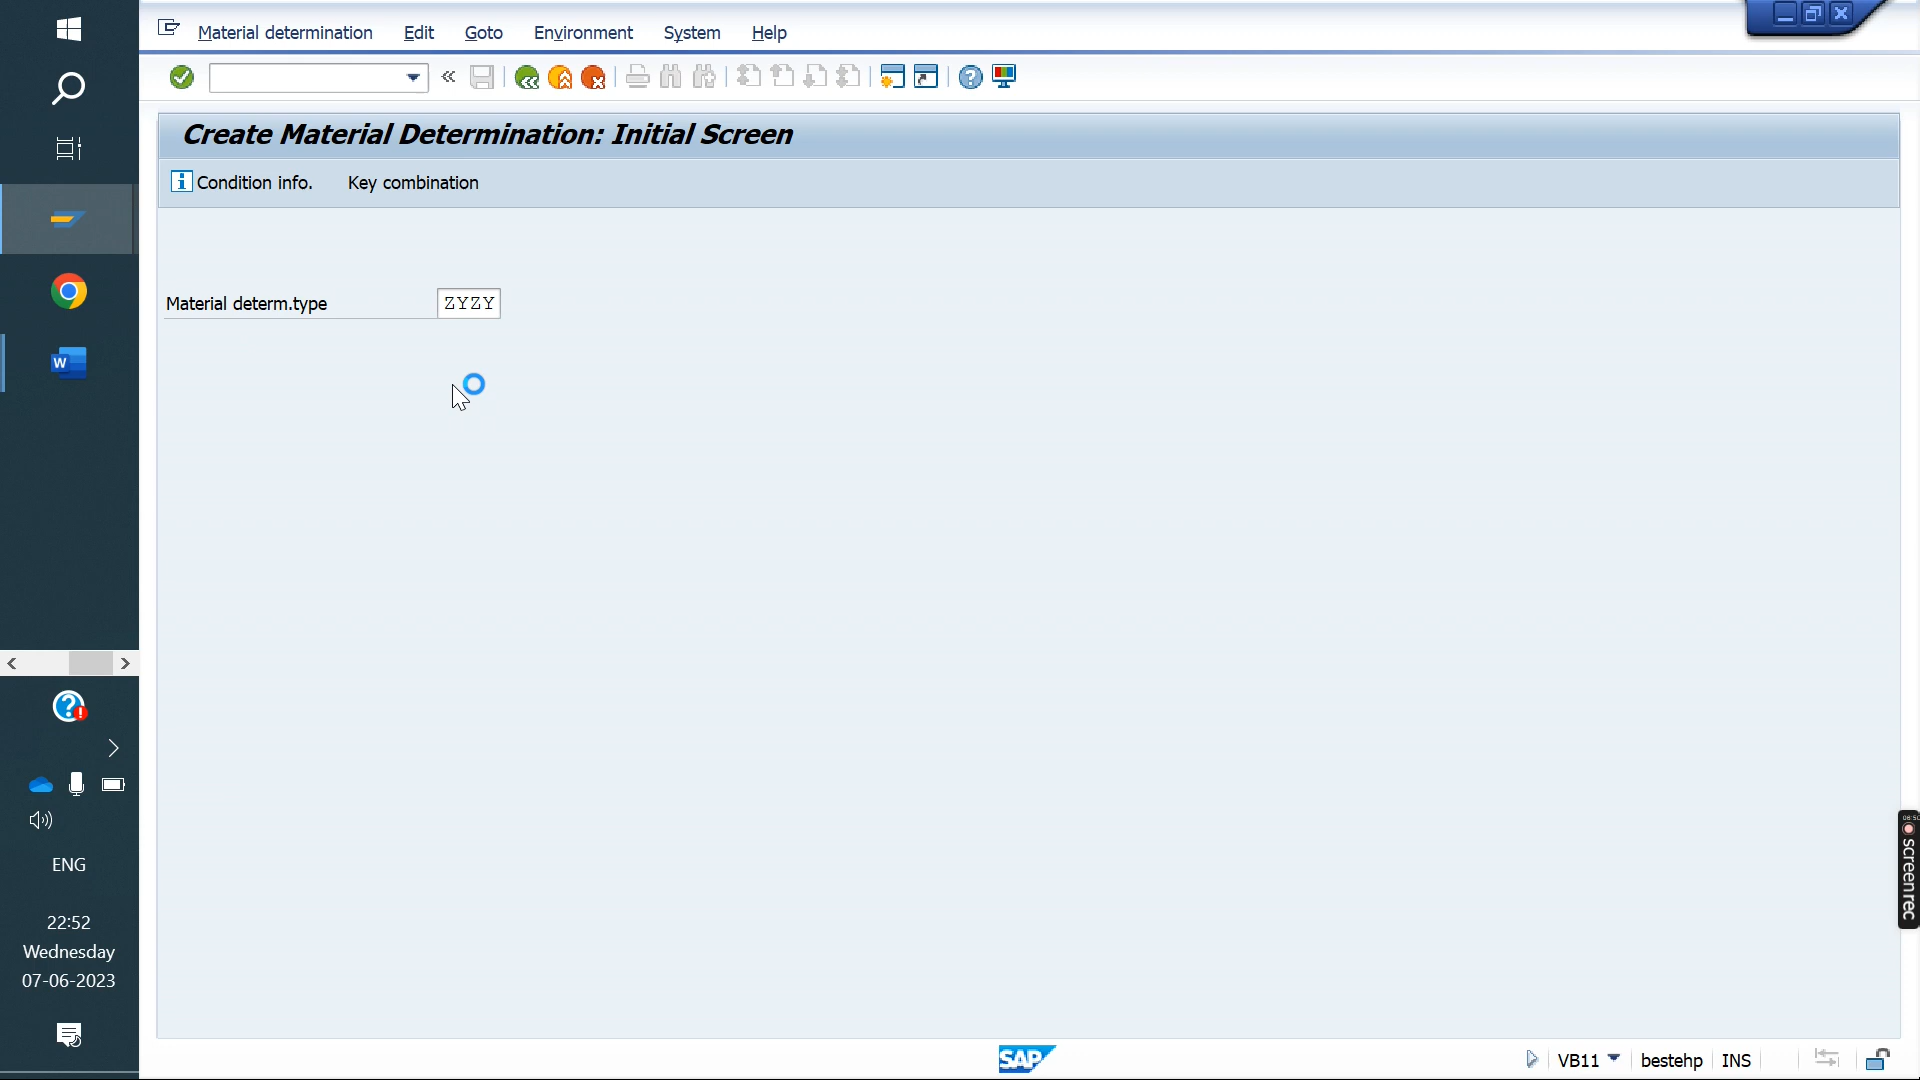 Material determination Edit Goto Environment System Help
Create Material Determination: Initial Screen
Condition info. Key combination
Material determ.type ZYZY
W
ENG
22:52
Wednesday
07-06-2023
screenrec
SAP
VB11 bestehp INS